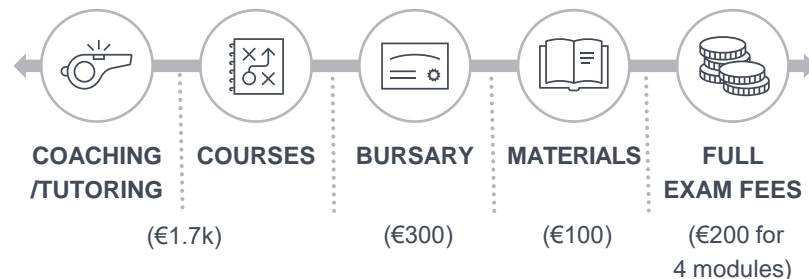 COACHING
/TUTORING
COURSES
BURSARY
MATERIALS
FULL
EXAM FEES
(€1.7k)
(€300)
(€100)
(€200 for
4 modules)